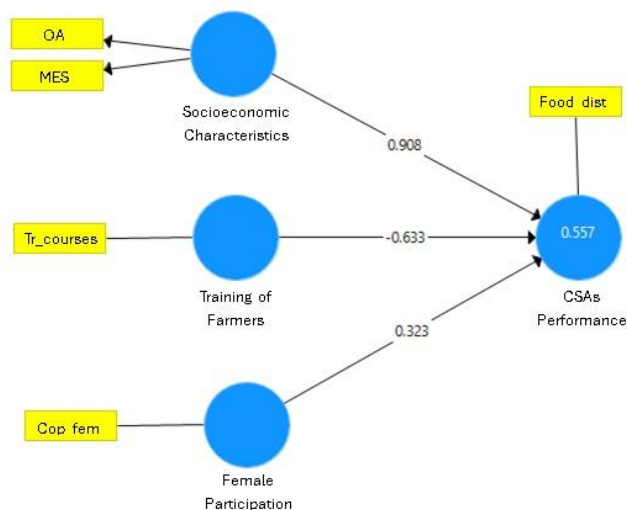 OA
MES
Socioeconomic
Characteristics
Food dist
0.908
0.557
CSAs
Performance
Tr_courses
-0.633
Training of
Farmers
0.323
Cop fem
Female
Participation